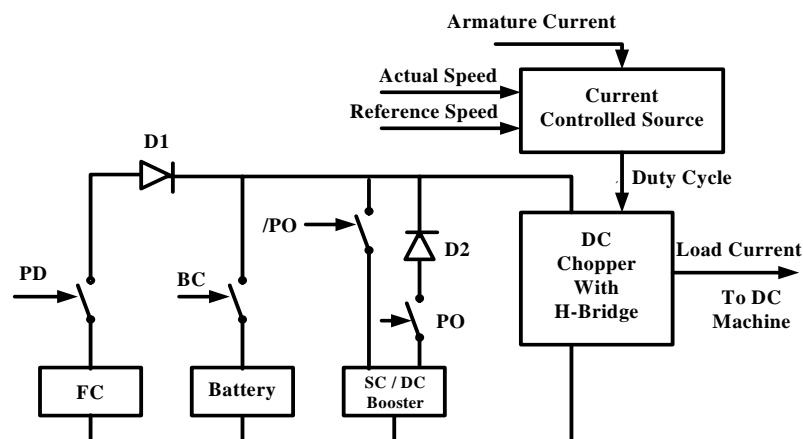 Armature Current
Actual Speed
Reference Speed
Current
Controlled Source
D1
Duty Cycle
/PO
D2
DC
Chopper
With
H-Bridge
Load Current
To DC
Machine
PD
BC
PO
FC
Battery
SC / DC
Booster